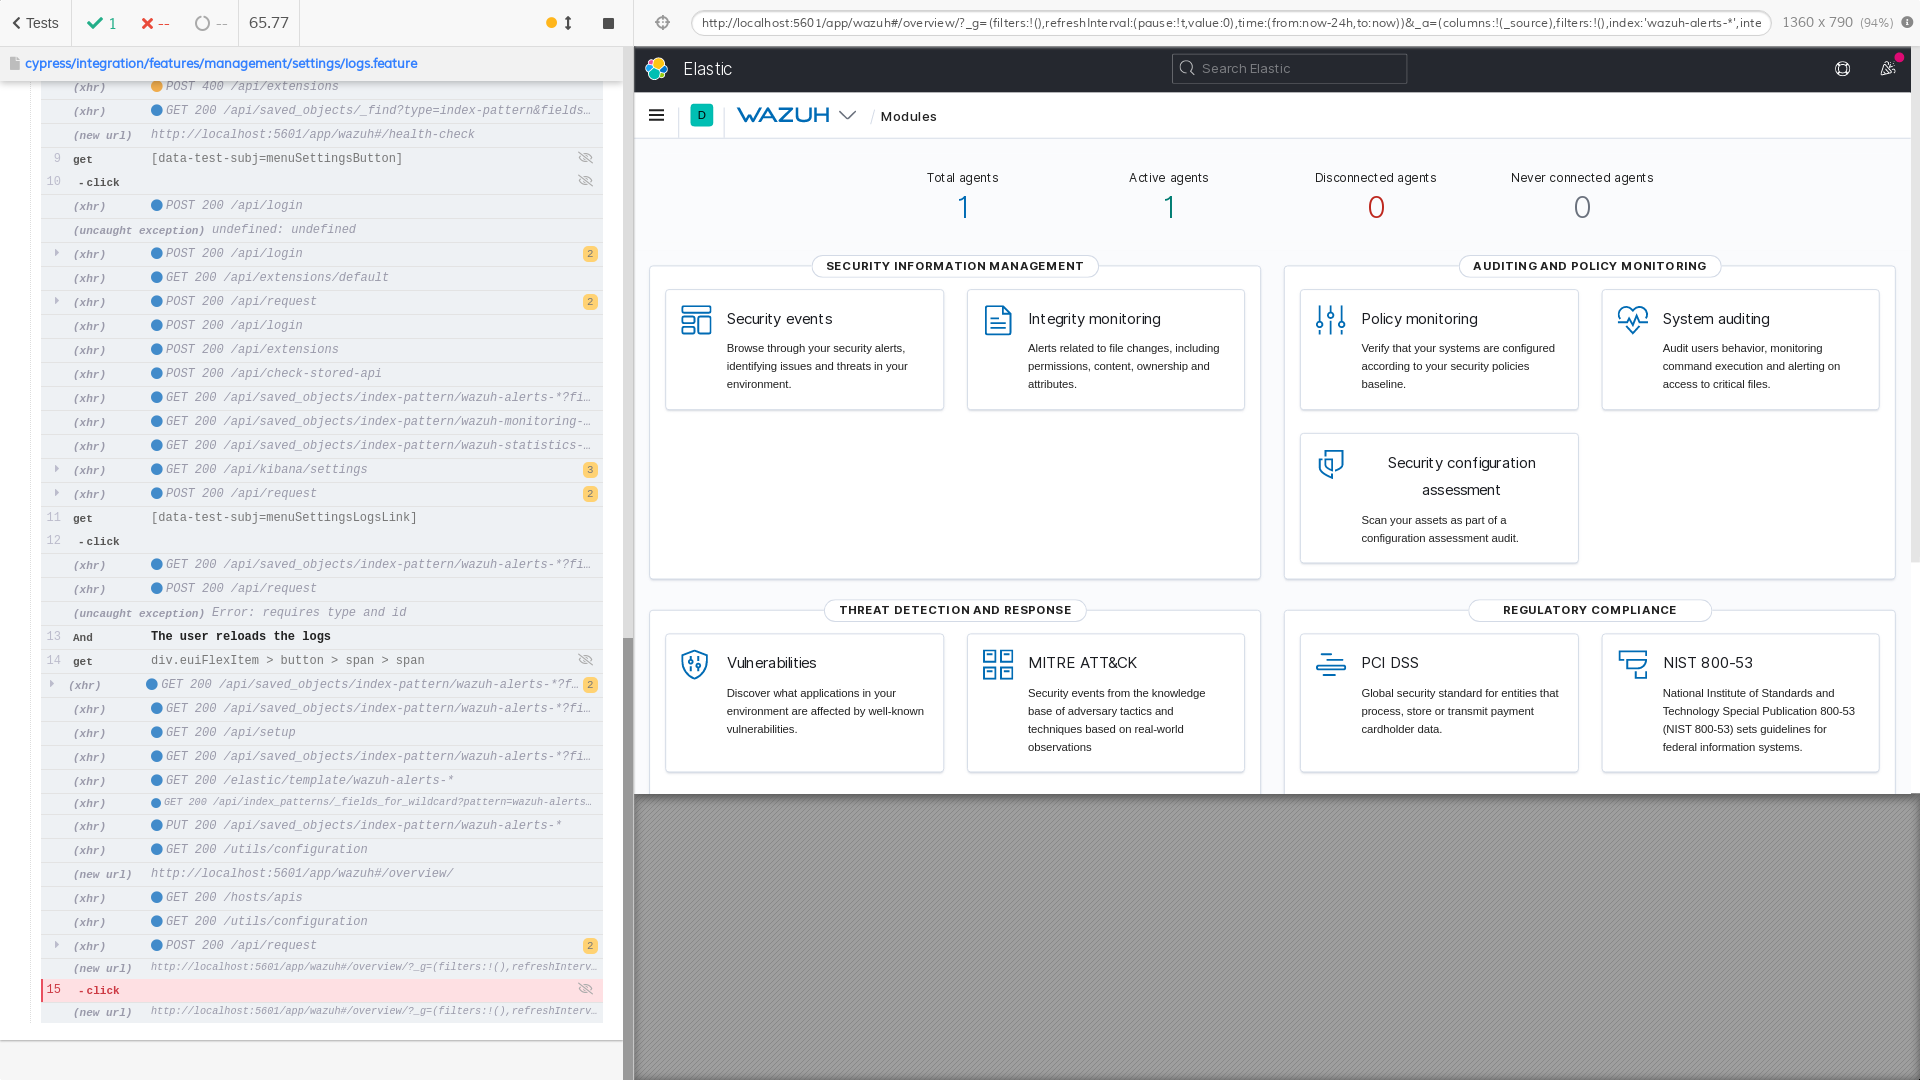 Tests
1
--
--
65.77
http://localhost:5601/app/wazuh#/overview/?_g=(filters:!(),refreshInterval:(pause:!t,value:0),time:(from:now-24h,to:now))&_a=(columns:!(_source),filters:!(),index:'wazuh-alerts-*',inte
1360 x 790 (94%)
cypress/integration/features/management/settings/logs.feature
(xhr) POST 400 /api/extensions
(xhr) GET 200 /api/saved_objects/_find?type=index-pattern&fields…
(new url) http://localhost:5601/app/wazuh#/health-check
9 get [data-test-subj=menuSettingsButton]
10 -click
(xhr) POST 200 /api/login
(uncaught exception) undefined: undefined
(xhr) POST 200 /api/login 2
(xhr) GET 200 /api/extensions/default
(xhr) POST 200 /api/request 2
(xhr) POST 200 /api/login
(xhr) POST 200 /api/extensions
(xhr) POST 200 /api/check-stored-api
(xhr) GET 200 /api/saved_objects/index-pattern/wazuh-alerts-*?fi…
(xhr) GET 200 /api/saved_objects/index-pattern/wazuh-monitoring-…
(xhr) GET 200 /api/saved_objects/index-pattern/wazuh-statistics-…
(xhr) GET 200 /api/kibana/settings 3
(xhr) POST 200 /api/request 2
11 get [data-test-subj=menuSettingsLogsLink]
12 -click
(xhr) GET 200 /api/saved_objects/index-pattern/wazuh-alerts-*?fi…
(xhr) POST 200 /api/request
(uncaught exception) Error: requires type and id
13 And The user reloads the logs
14 get div.euiFlexItem > button > span > span
(xhr) GET 200 /api/saved_objects/index-pattern/wazuh-alerts-*?f… 2
(xhr) GET 200 /api/saved_objects/index-pattern/wazuh-alerts-*?fi…
(xhr) GET 200 /api/setup
(xhr) GET 200 /api/saved_objects/index-pattern/wazuh-alerts-*?fi…
(xhr) GET 200 /elastic/template/wazuh-alerts-*
(xhr) GET 200 /api/index_patterns/_fields_for_wildcard?pattern=wazuh-alerts…
(xhr) PUT 200 /api/saved_objects/index-pattern/wazuh-alerts-*
(xhr) GET 200 /utils/configuration
(new url) http://localhost:5601/app/wazuh#/overview/
(xhr) GET 200 /hosts/apis
(xhr) GET 200 /utils/configuration
(xhr) POST 200 /api/request 2
(new url) http://localhost:5601/app/wazuh#/overview/?_g=(filters:!(),refreshInterv…
15 -click
(new url) http://localhost:5601/app/wazuh#/overview/?_g=(filters:!(),refreshInterv…
Elastic
Search Elastic
D
WAZUH
/ Modules
Total agents
1
Active agents
1
Disconnected agents
0
Never connected agents
0
SECURITY INFORMATION MANAGEMENT
Security events
Browse through your security alerts,
identifying issues and threats in your
environment.
Integrity monitoring
Alerts related to file changes, including
permissions, content, ownership and
attributes.
AUDITING AND POLICY MONITORING
Policy monitoring
Verify that your systems are configured
according to your security policies
baseline.
System auditing
Audit users behavior, monitoring
command execution and alerting on
access to critical files.
Security configuration
assessment
Scan your assets as part of a
configuration assessment audit.
THREAT DETECTION AND RESPONSE
Vulnerabilities
Discover what applications in your
environment are affected by well-known
vulnerabilities.
MITRE ATT&CK
Security events from the knowledge
base of adversary tactics and
techniques based on real-world
observations
REGULATORY COMPLIANCE
PCI DSS
Global security standard for entities that
process, store or transmit payment
cardholder data.
NIST 800-53
National Institute of Standards and
Technology Special Publication 800-53
(NIST 800-53) sets guidelines for
federal information systems.